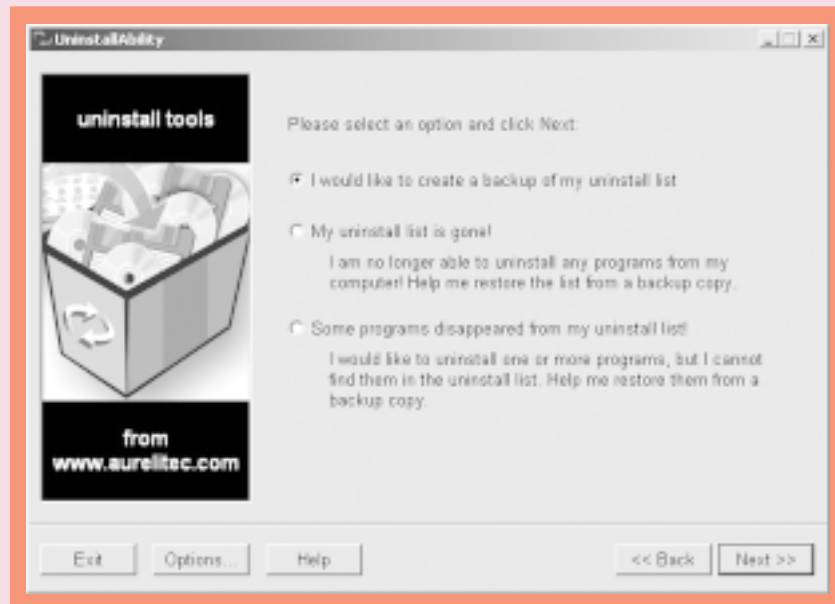 UninstallAbility
uninstall tools
from
www.aurelitec.com
Please select an option and click Next:
I would like to create a backup of my uninstall list
My uninstall list is gone!
I am no longer able to uninstall any programs from my
computer! Help me restore the list from a backup copy.
Some programs disappeared from my uninstall list!
I would like to uninstall one or more programs, but I cannot
find them in the uninstall list. Help me restore them from a
backup copy.
Exit
Options...
Help
<< Back
Next >>